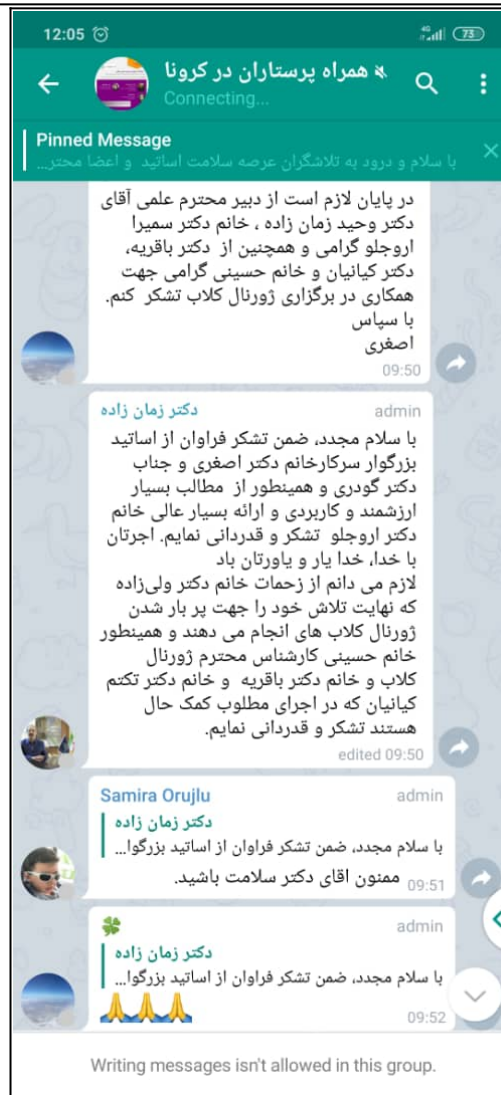 12:05
4G
73
همراه پرستاران در کرونا
Connecting...
Pinned Message
با سلام و درود به تلاشگران عرصه سلامت اساتید و اعضا محتر...
در پایان لازم است از دبیر محترم علمی آقای
دکتر وحید زمان زاده ، خانم دکتر سمیرا
اروجلو گرامی و همچنین از دکتر باقریه،
دکتر کیانیان و خانم حسینی گرامی جهت
همکاری در برگزاری ژورنال کلاب تشکر کنم.
با سپاس
اصغری
09:50
دکتر زمان زاده admin
با سلام مجدد، ضمن تشکر فراوان از اساتید
بزرگوار سرکارخانم دکتر اصغری و جناب
دکتر گودری و همینطور از مطالب بسیار
ارزشمند و کاربردی و ارائه بسیار عالی خانم
دکتر اروجلو تشکر و قدردانی نمایم. اجرتان
با خدا، خدا یار و یاورتان باد
لازم می دانم از زحمات خانم دکتر ولی‌زاده
که نهایت تلاش خود را جهت پر بار شدن
ژورنال کلاب های انجام می دهند و همینطور
خانم حسینی کارشناس محترم ژورنال
کلاب و خانم دکتر باقریه و خانم دکتر تکتم
کیانیان که در اجرای مطلوب کمک حال
هستند تشکر و قدردانی نمایم.
edited 09:50
Samira Orujlu admin
دکتر زمان زاده
با سلام مجدد، ضمن تشکر فراوان از اساتید بزرگوا...
ممنون اقای دکتر سلامت باشید.
09:51
🍀 admin
دکتر زمان زاده
با سلام مجدد، ضمن تشکر فراوان از اساتید بزرگوا...
🙏🙏🙏
09:52
Writing messages isn't allowed in this group.